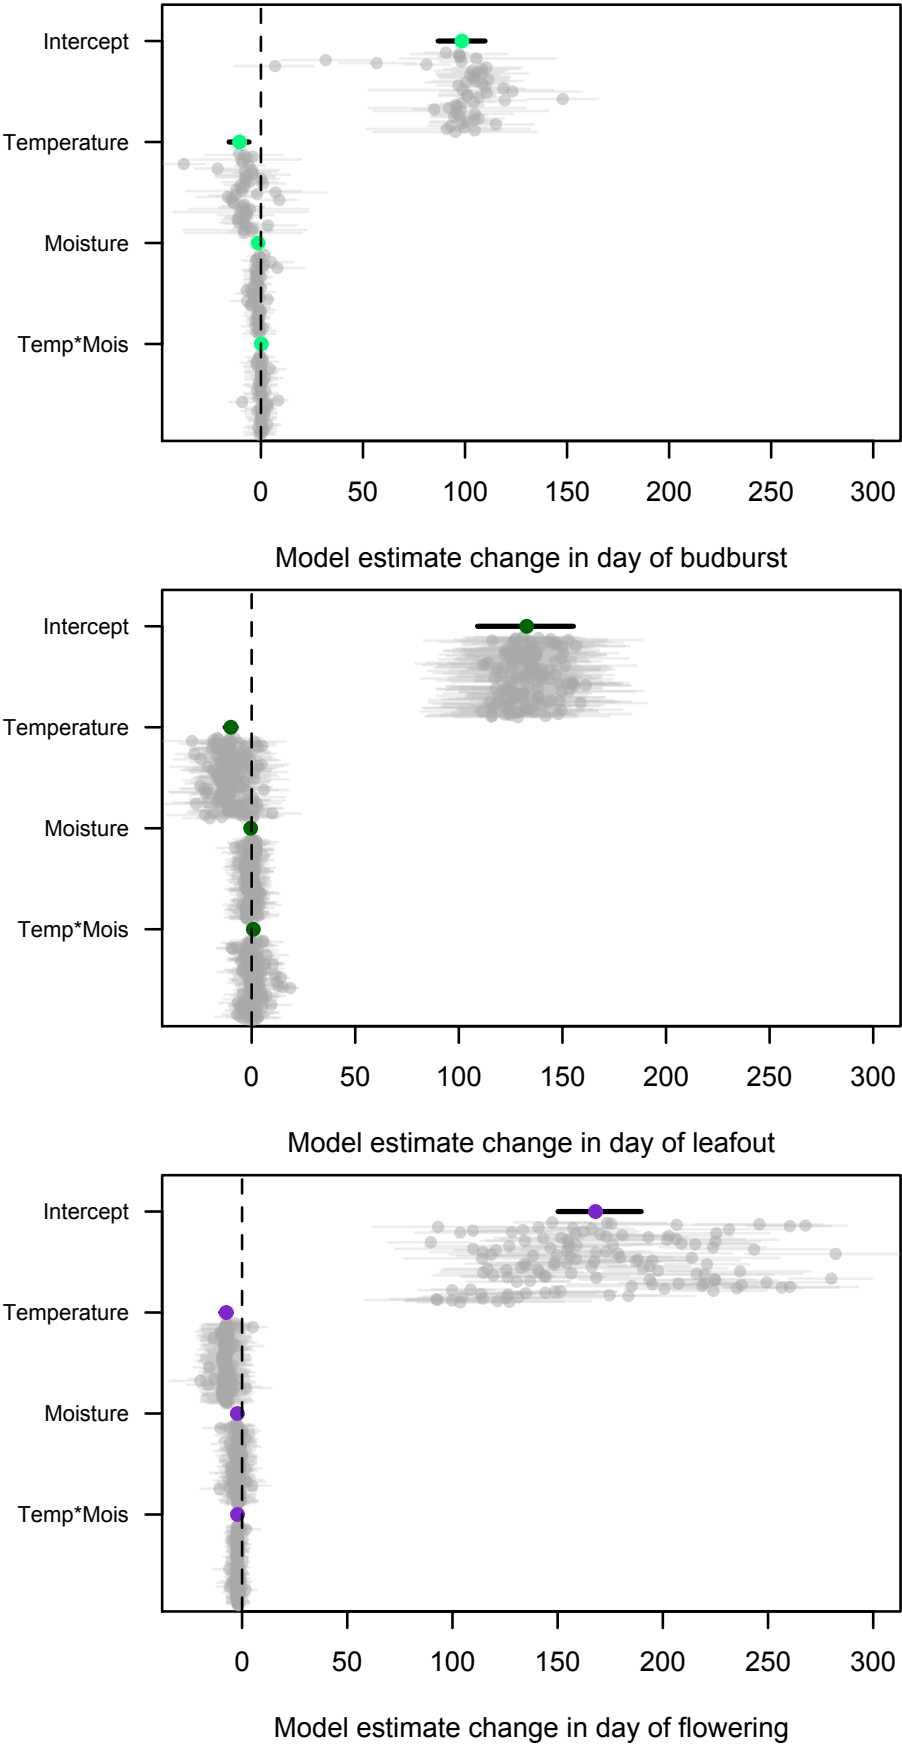 Intercept
Temperature
Moisture
Temp*Mois
0 50 100 150 200 250 300
Model estimate change in day of budburst
Intercept
Temperature
Moisture
Temp*Mois
0 50 100 150 200 250 300
Model estimate change in day of leafout
Intercept
Temperature
Moisture
Temp*Mois
0 50 100 150 200 250 300
Model estimate change in day of flowering